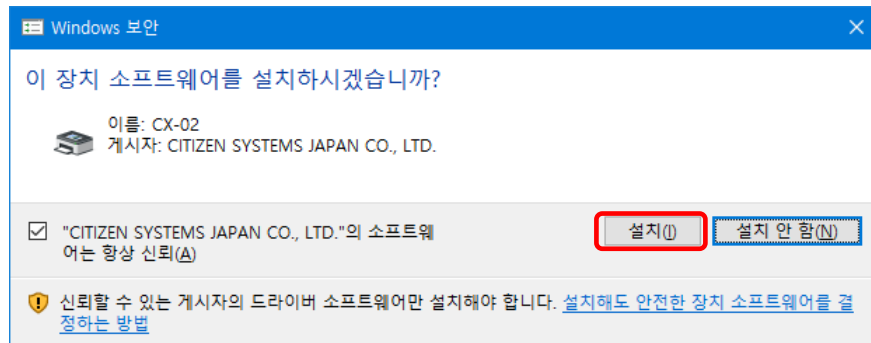 Windows 보안
이 장치 소프트웨어를 설치하시겠습니까?
이름: CX-02
게시자: CITIZEN SYSTEMS JAPAN CO., LTD.
"CITIZEN SYSTEMS JAPAN CO., LTD."의 소프트웨
어는 항상 신뢰(A)
설치(I)
설치 안 함(N)
신뢰할 수 있는 게시자의 드라이버 소프트웨어만 설치해야 합니다. 설치해도 안전한 장치 소프트웨어를 결
정하는 방법